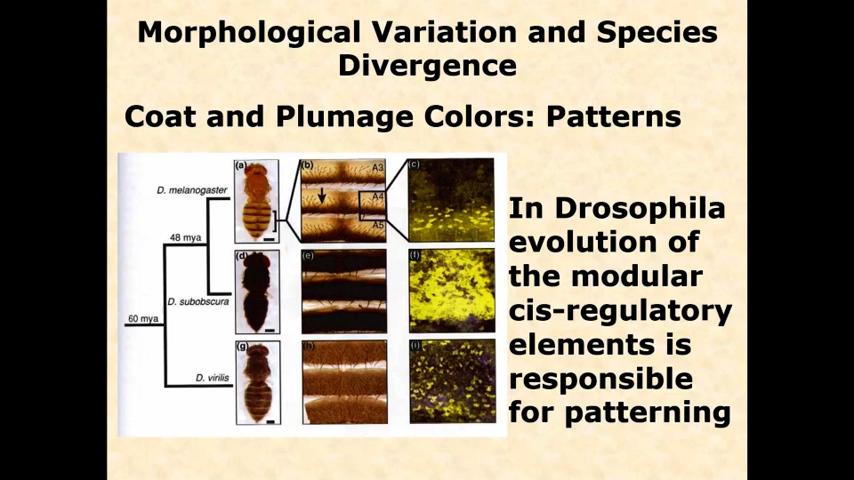 Morphological Variation and Species
Divergence
Coat and Plumage Colors: Patterns
(a)
(b)
A3
(c)
D. melanogaster
A4
A5
48 mya
(d)
(e)
(f)
D. subobscura
60 mya
(g)
(h)
(i)
D. virilis
In Drosophila
evolution of
the modular
cis-regulatory
elements is
responsible
for patterning